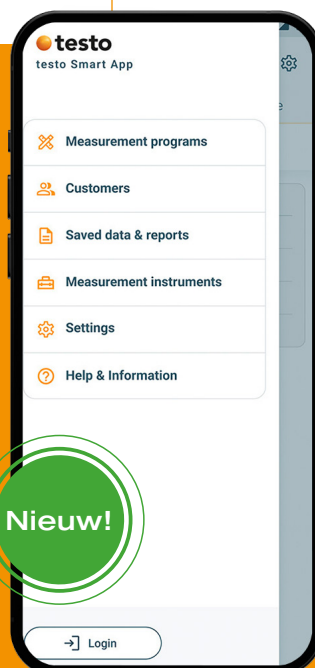 testo
testo Smart App
Measurement programs
Customers
Saved data & reports
Measurement instruments
Settings
Help & Information
Nieuw!
Login